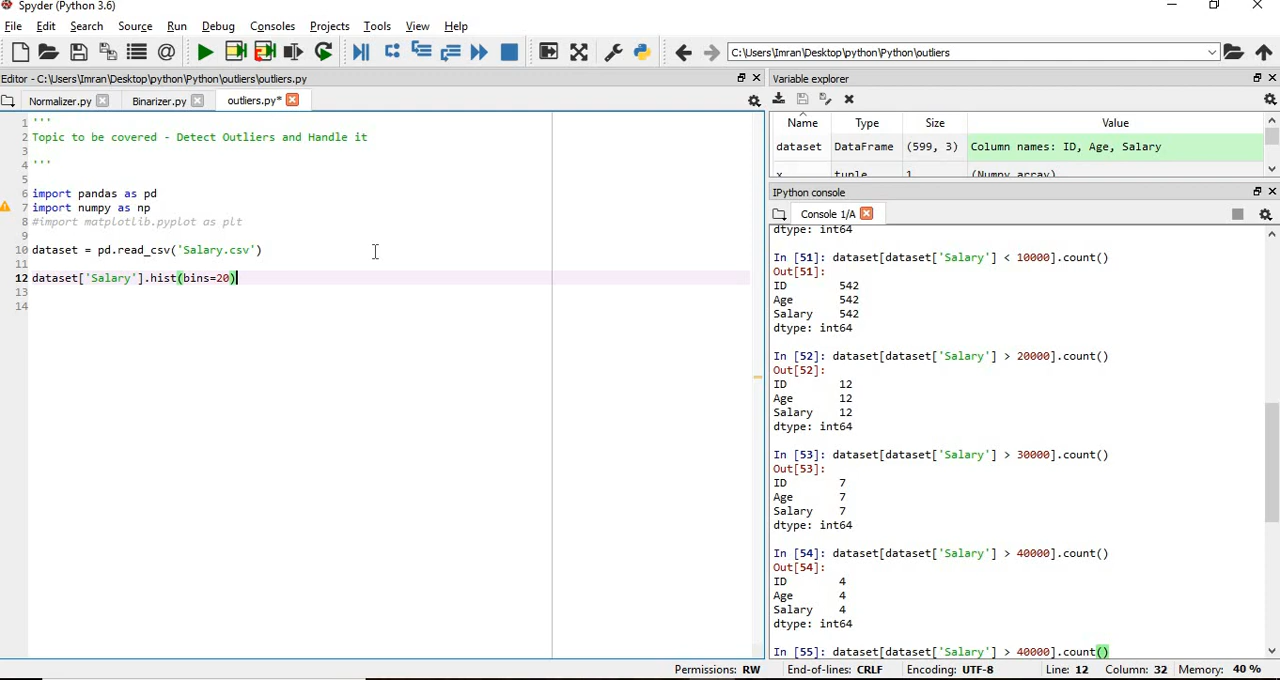 Spyder (Python 3.6)
File Edit Search Source Run Debug Consoles Projects Tools View Help
C:\Users\Imran\Desktop\python\Python\outliers
Editor - C:\Users\Imran\Desktop\python\Python\outliers\outliers.py
Normalizer.py Binarizer.py outliers.py*
1 '''
2 Topic to be covered - Detect Outliers and Handle it
3
4 '''
5
6 import pandas as pd
7 import numpy as np
8 #import matplotlib.pyplot as plt
9
10 dataset = pd.read_csv('Salary.csv')
11
12 dataset['Salary'].hist(bins=20)
13
14
Variable explorer
Name Type Size Value
dataset DataFrame (599, 3) Column names: ID, Age, Salary
x tuple 1 (Numpy array)
IPython console
Console 1/A
dtype: int64
In [51]: dataset[dataset['Salary'] < 10000].count()
Out[51]:
ID 542
Age 542
Salary 542
dtype: int64
In [52]: dataset[dataset['Salary'] > 20000].count()
Out[52]:
ID 12
Age 12
Salary 12
dtype: int64
In [53]: dataset[dataset['Salary'] > 30000].count()
Out[53]:
ID 7
Age 7
Salary 7
dtype: int64
In [54]: dataset[dataset['Salary'] > 40000].count()
Out[54]:
ID 4
Age 4
Salary 4
dtype: int64
In [55]: dataset[dataset['Salary'] > 40000].count()
Permissions: RW End-of-lines: CRLF Encoding: UTF-8 Line: 12 Column: 32 Memory: 40 %